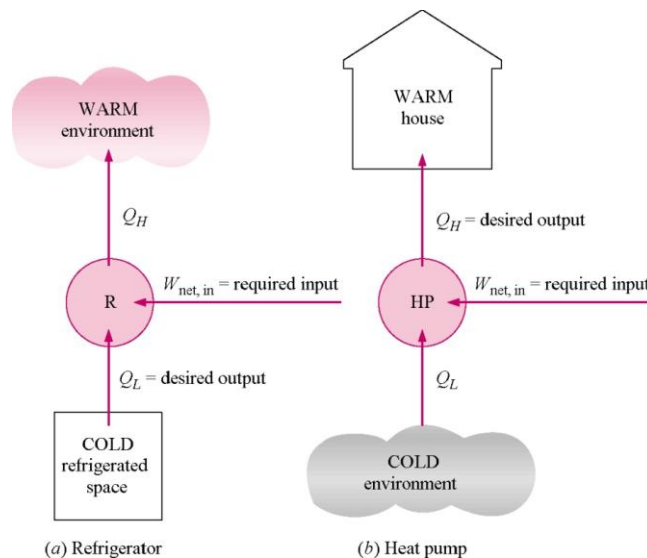 WARM
environment
Q_H
W_net, in = required input
R
Q_L = desired output
COLD
refrigerated
space
(a) Refrigerator
WARM
house
Q_H = desired output
W_net, in = required input
HP
Q_L
COLD
environment
(b) Heat pump